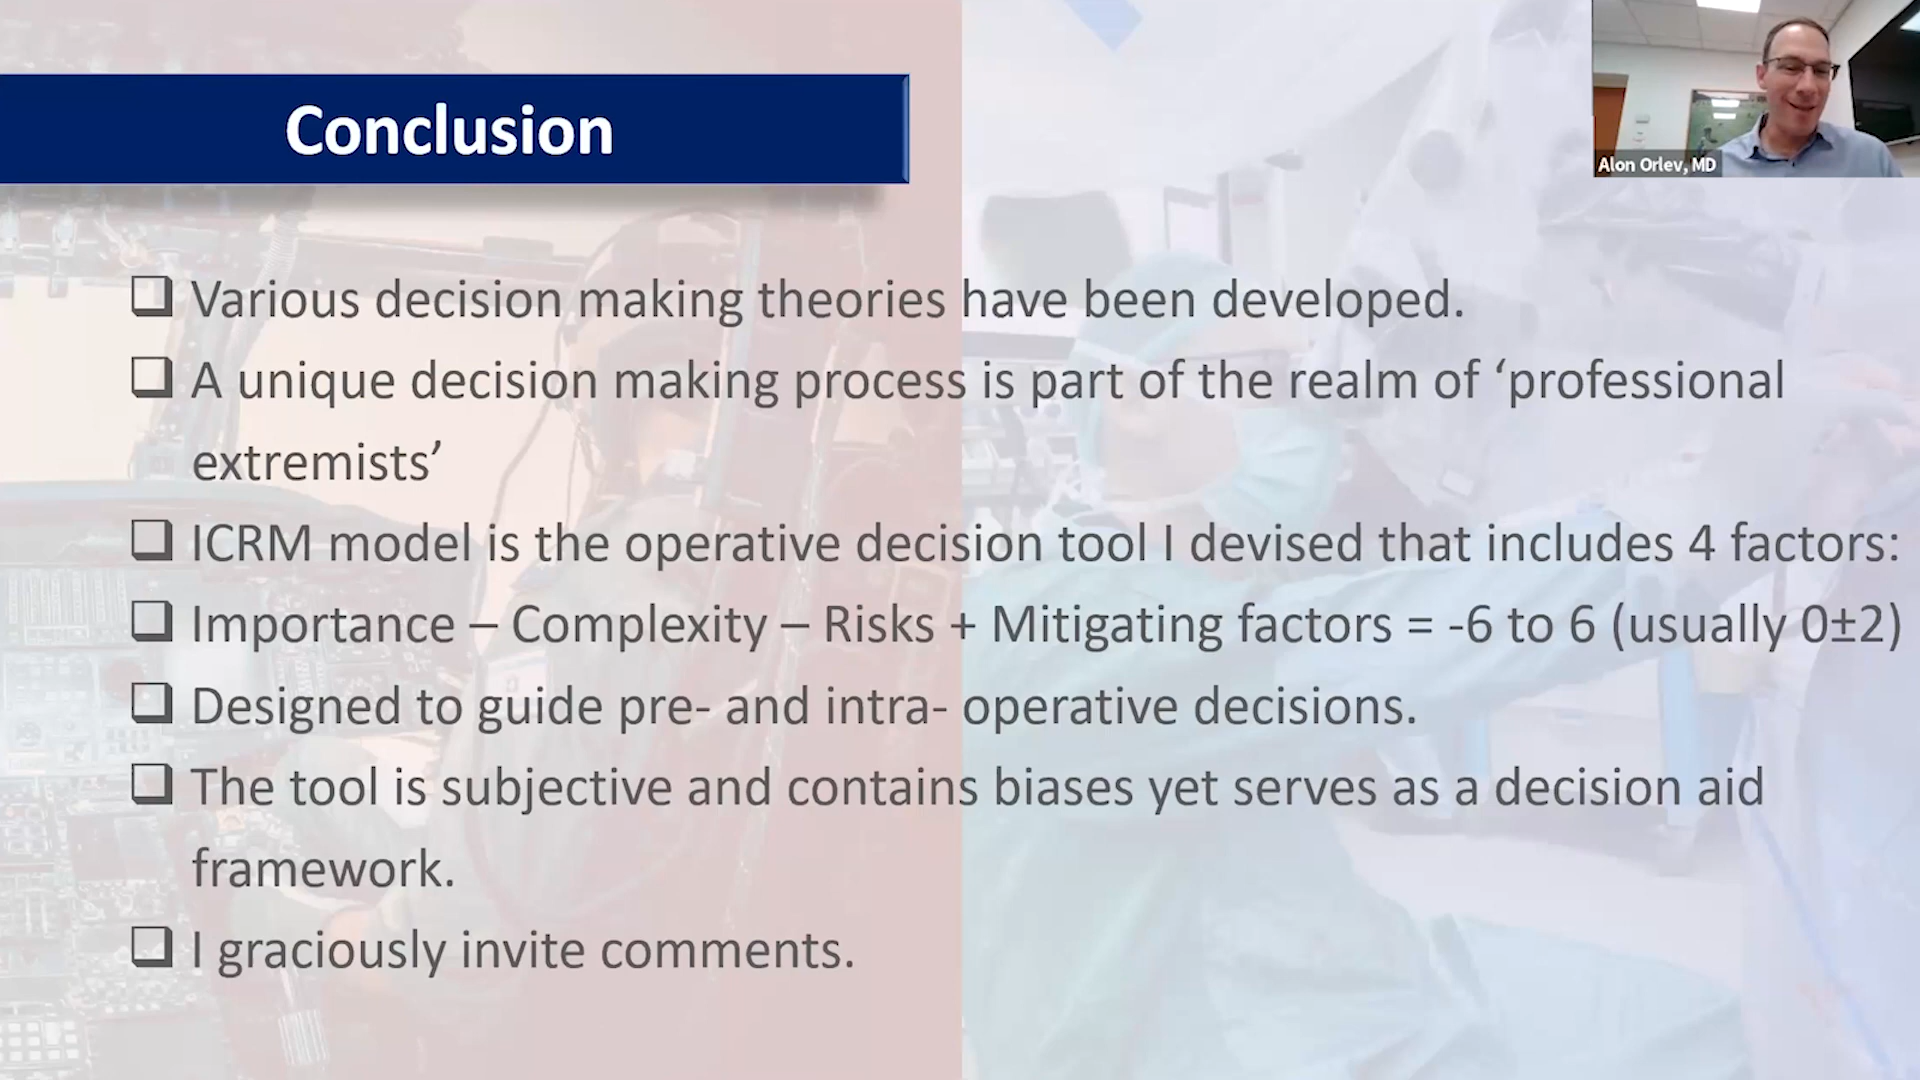 Conclusion
Alon Orlev, MD
Various decision making theories have been developed.
A unique decision making process is part of the realm of ‘professional
extremists’
ICRM model is the operative decision tool I devised that includes 4 factors:
Importance – Complexity – Risks + Mitigating factors = -6 to 6 (usually 0±2)
Designed to guide pre- and intra- operative decisions.
The tool is subjective and contains biases yet serves as a decision aid
framework.
I graciously invite comments.